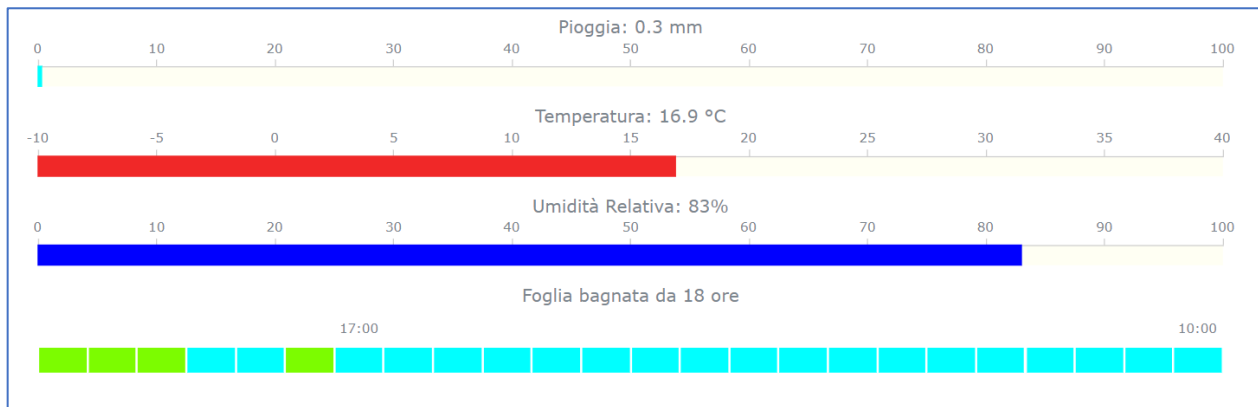 Pioggia: 0.3 mm
0 10 20 30 40 50 60 70 80 90 100
Temperatura: 16.9 °C
-10 -5 0 5 10 15 20 25 30 35 40
Umidità Relativa: 83%
0 10 20 30 40 50 60 70 80 90 100
Foglia bagnata da 18 ore
17:00 10:00